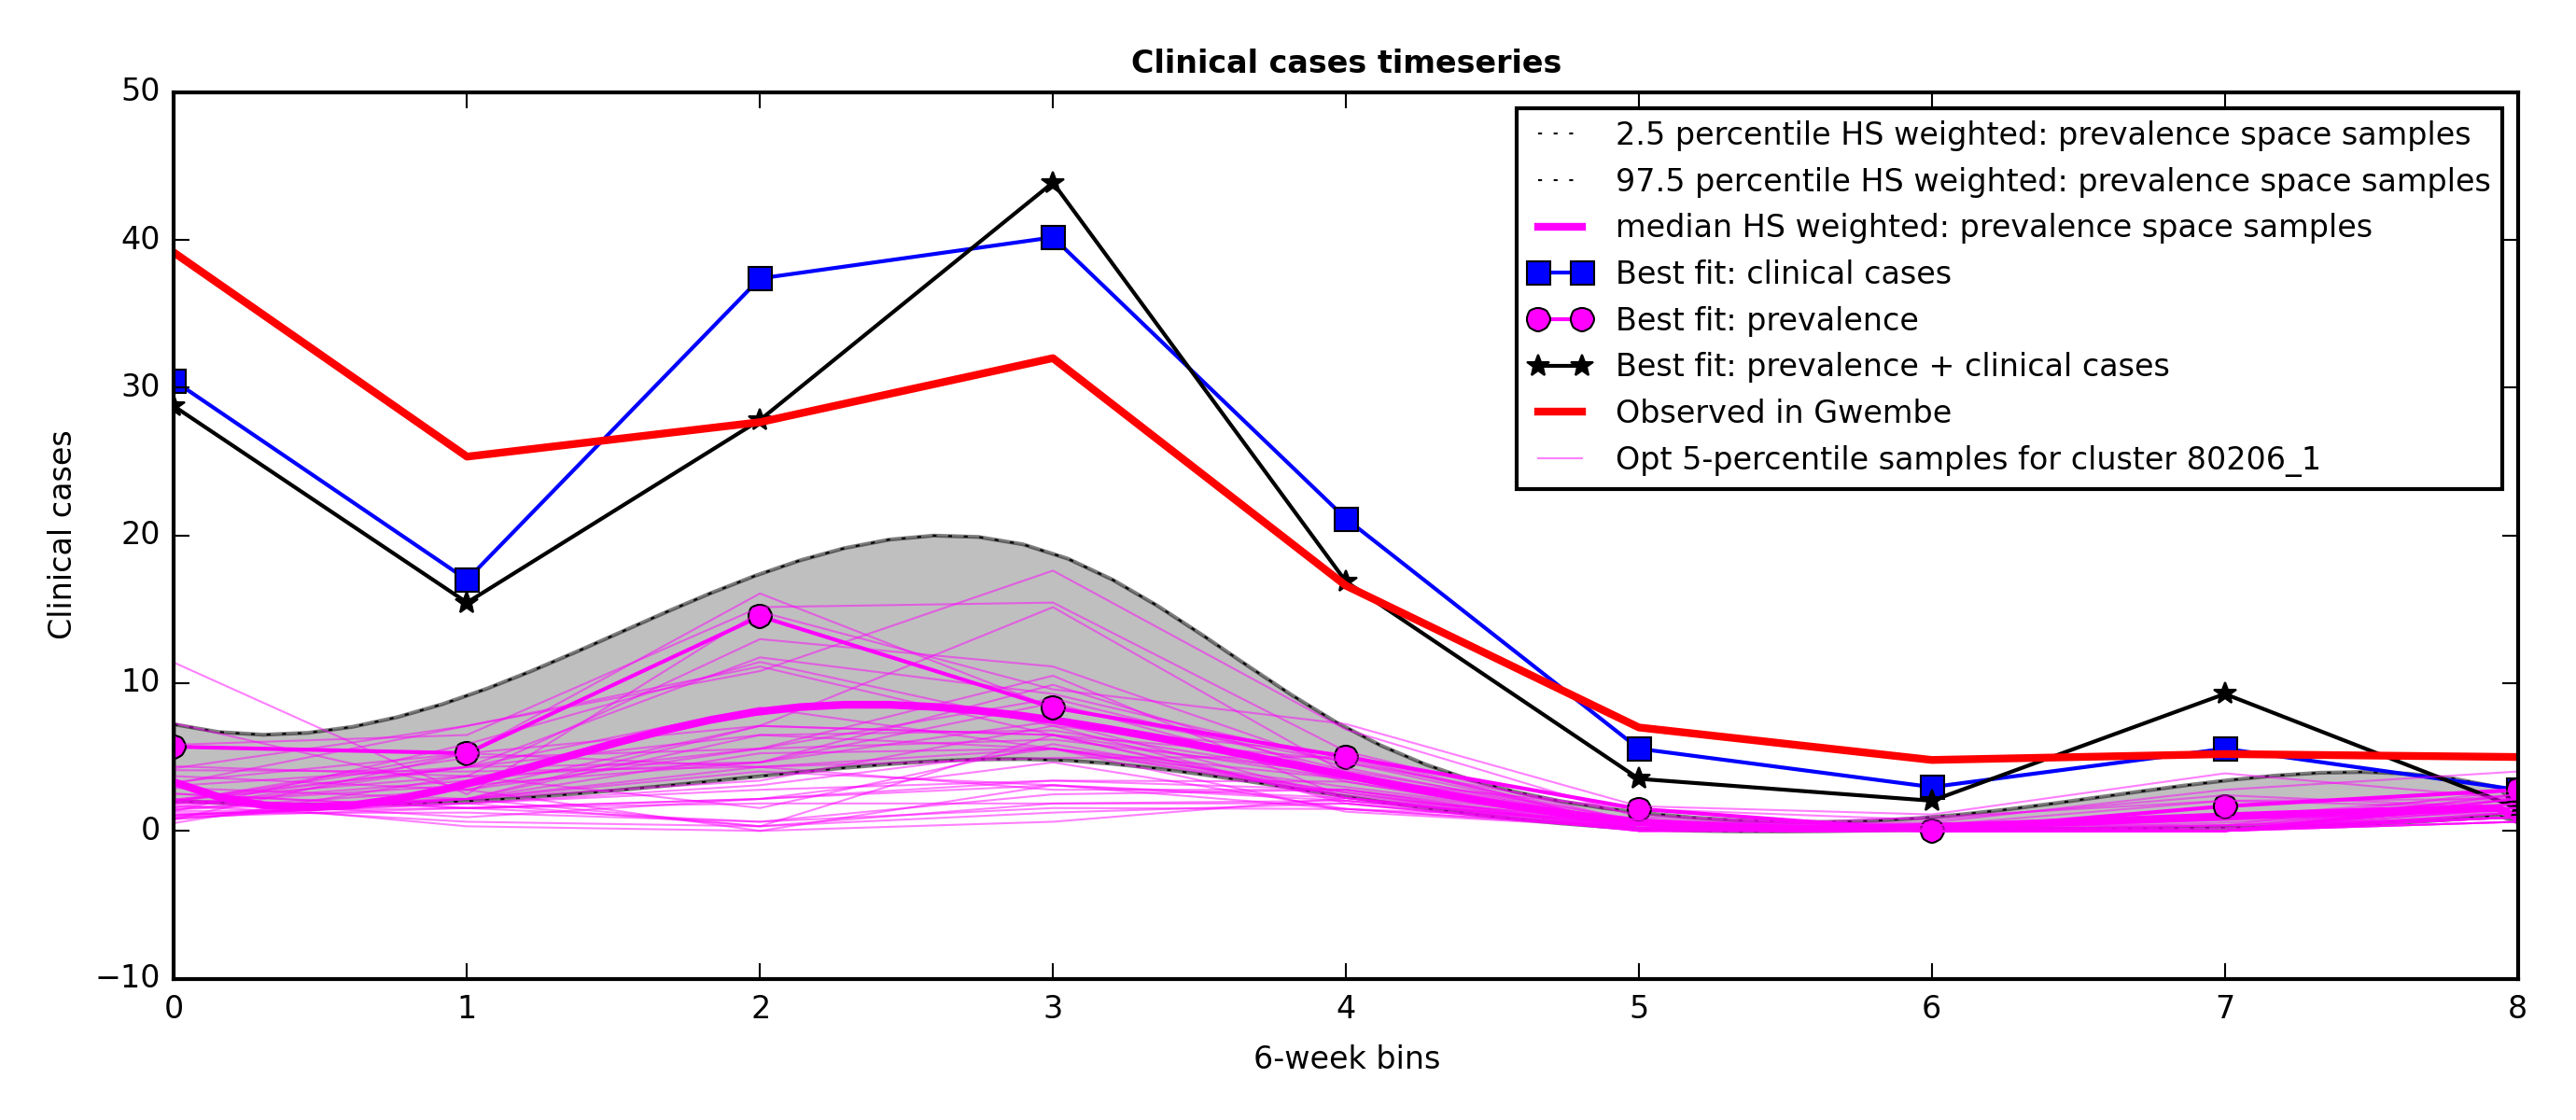 Clinical cases timeseries
50
40
30
20
10
0
−10
Clinical cases
2.5 percentile HS weighted: prevalence space samples
97.5 percentile HS weighted: prevalence space samples
median HS weighted: prevalence space samples
Best fit: clinical cases
Best fit: prevalence
Best fit: prevalence + clinical cases
Observed in Gwembe
Opt 5-percentile samples for cluster 80206_1
0 1 2 3 4 5 6 7 8
6-week bins